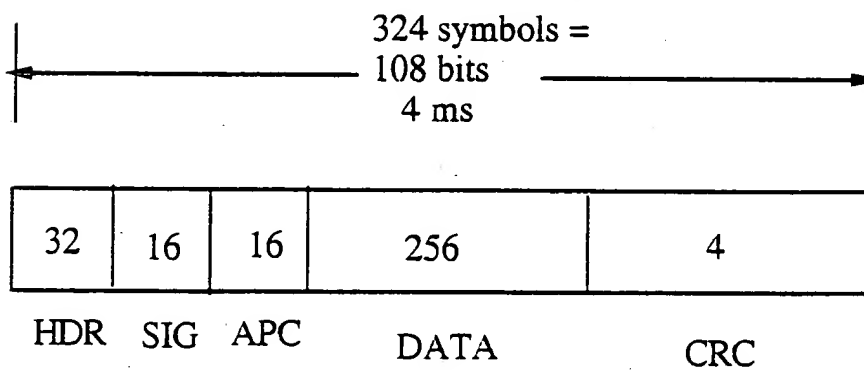 324 symbols =
108 bits
4 ms
32 16 16 256 4
HDR SIG APC DATA CRC